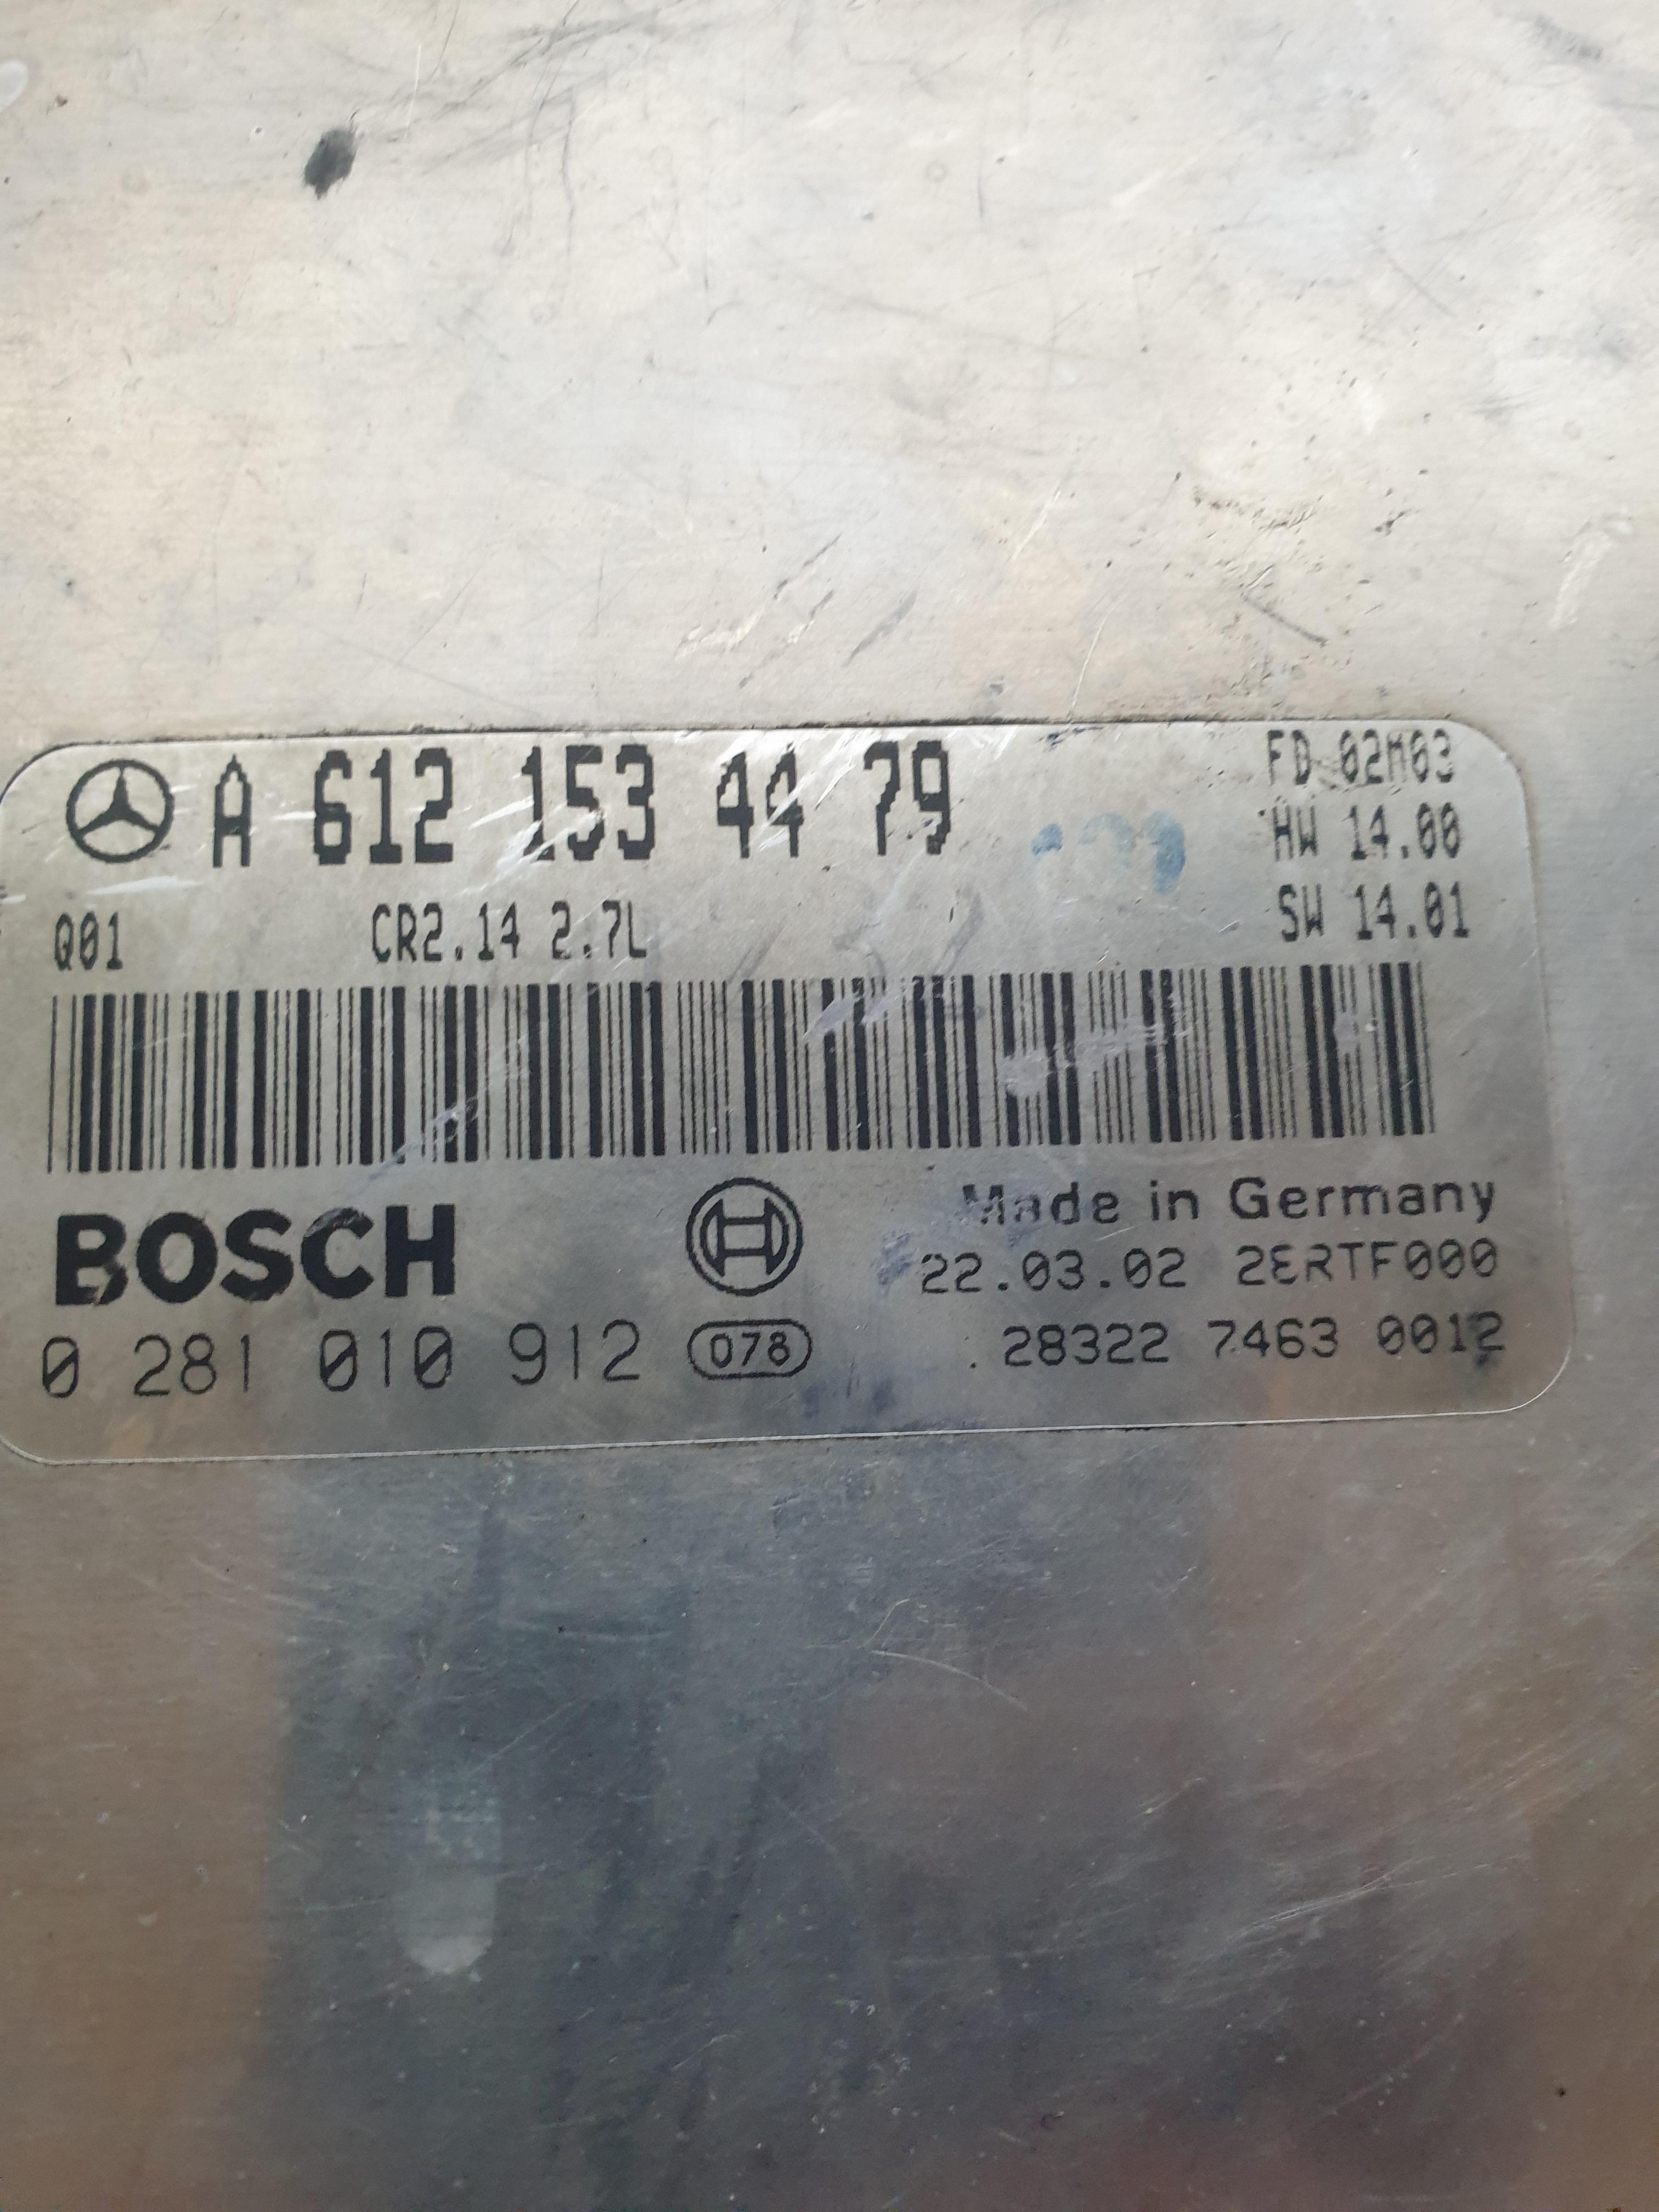 A 612 153 44 79
FD 02M03
HW 14.00
SW 14.01
Q01 CR2.14 2.7L
BOSCH
Made in Germany
22.03.02 2ERTF000
0 281 010 912 078 .28322 7463 0012